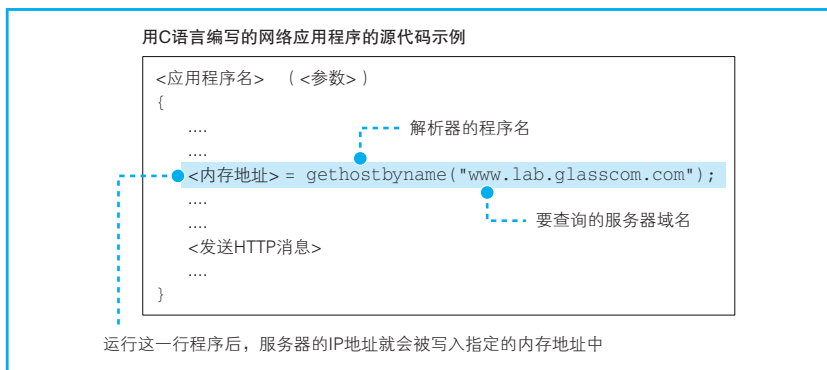 用C语言编写的网络应用程序的源代码示例
<应用程序名> （<参数>）
{
....
解析器的程序名
....
<内存地址> = gethostbyname("www.lab.glasscom.com");
....
要查询的服务器域名
....
<发送HTTP消息>
....
}
运行这一行程序后，服务器的IP地址就会被写入指定的内存地址中